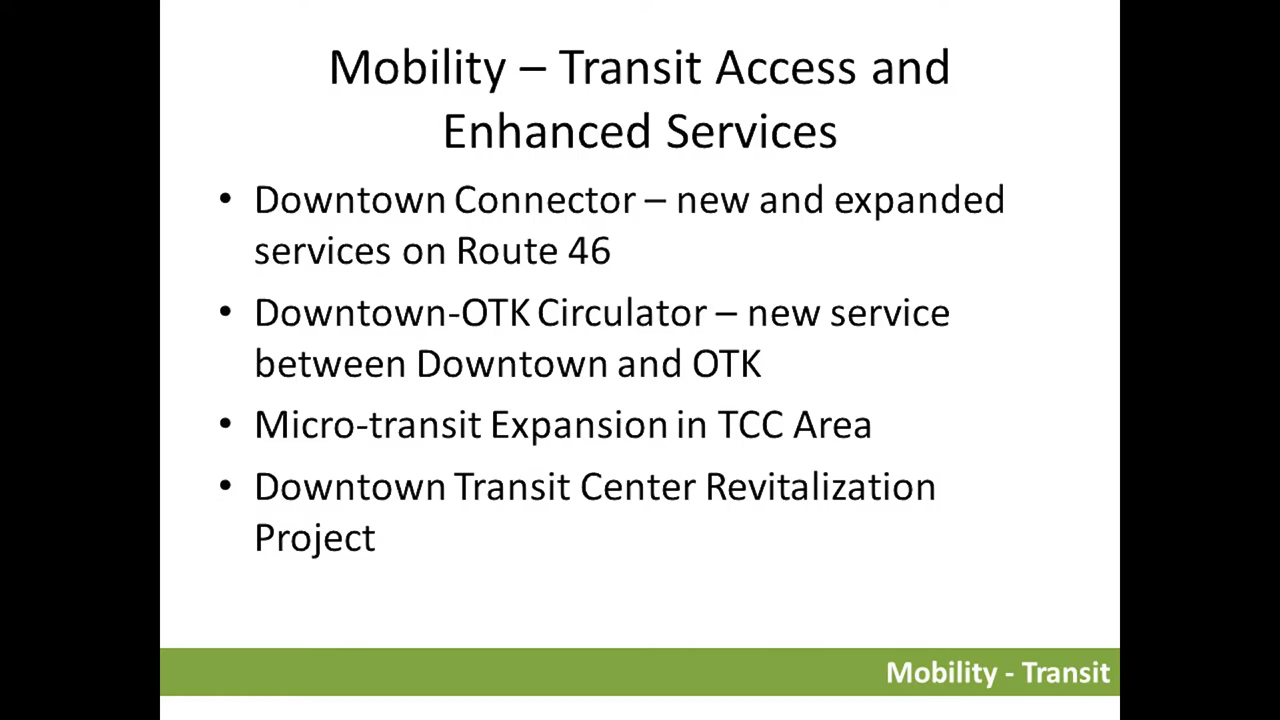 Mobility – Transit Access and
Enhanced Services
• Downtown Connector – new and expanded
services on Route 46
• Downtown-OTK Circulator – new service
between Downtown and OTK
• Micro-transit Expansion in TCC Area
• Downtown Transit Center Revitalization
Project
Mobility - Transit